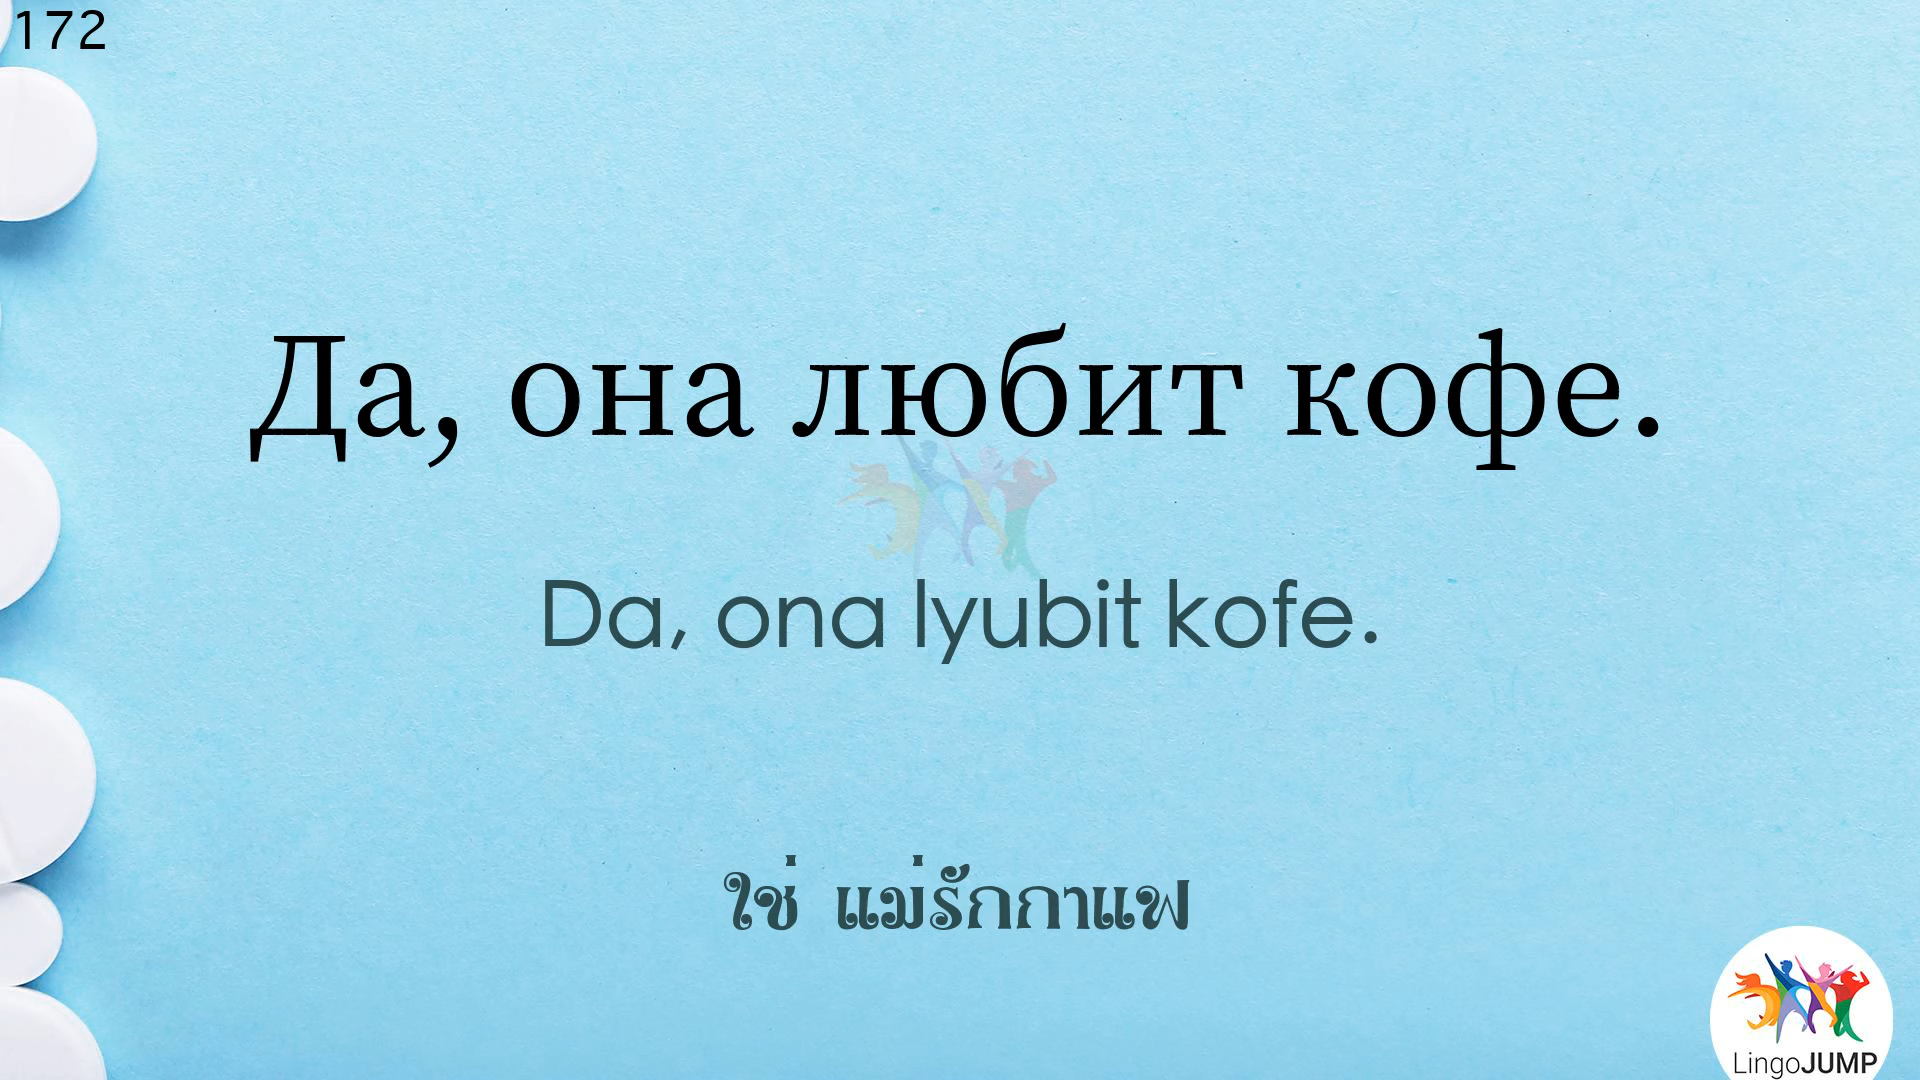 172
Да, она любит кофе.
Da, ona lyubit kofe.
ใช่ แม่รักกาแฟ
LingoJUMP